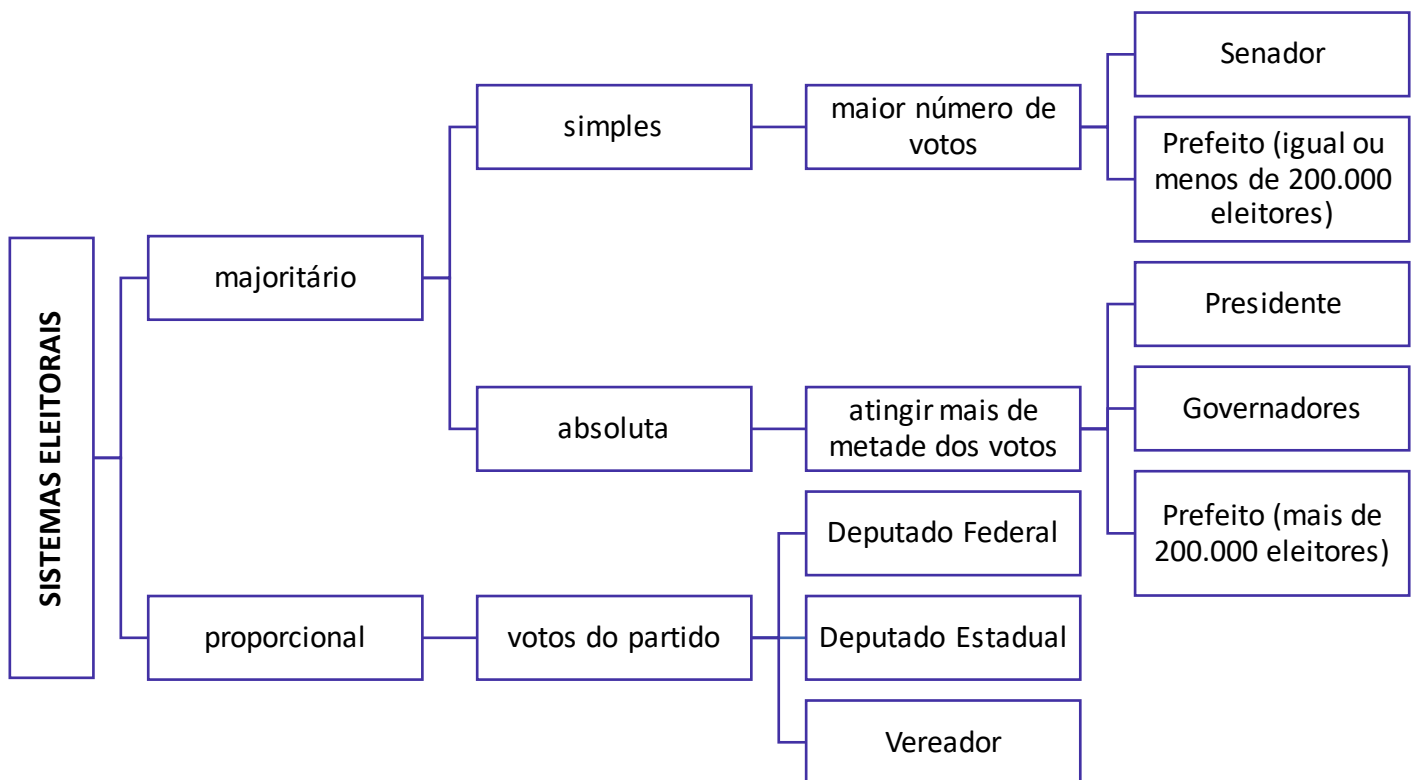 SISTEMAS ELEITORAIS
majoritário
simples
maior número de
votos
Senador
Prefeito (igual ou
menos de 200.000
eleitores)
absoluta
atingir mais de
metade dos votos
Presidente
Governadores
Prefeito (mais de
200.000 eleitores)
proporcional
votos do partido
Deputado Federal
Deputado Estadual
Vereador